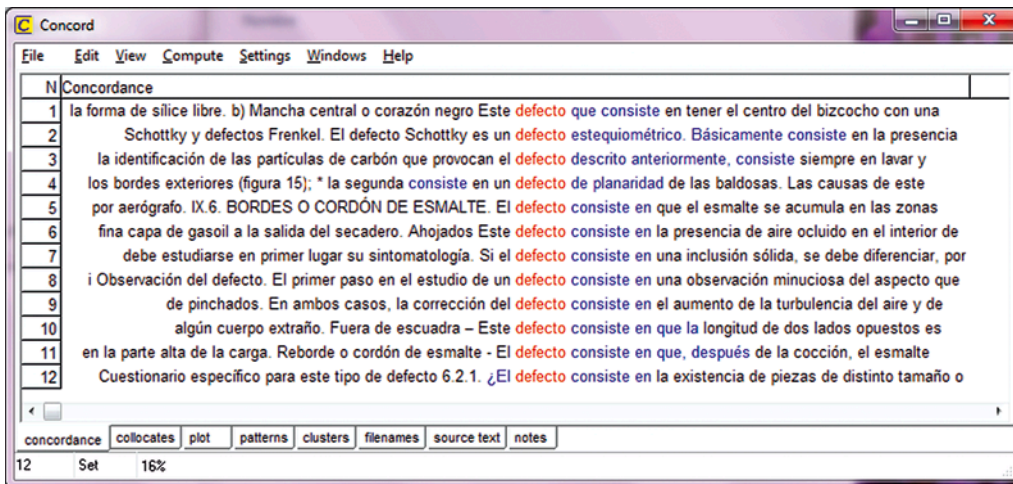 C Concord
File Edit View Compute Settings Windows Help
N Concordance
1 la forma de sílice libre. b) Mancha central o corazón negro Este defecto que consiste en tener el centro del bizcocho con una
2 Schottky y defectos Frenkel. El defecto Schottky es un defecto estequiométrico. Básicamente consiste en la presencia
3 la identificación de las partículas de carbón que provocan el defecto descrito anteriormente, consiste siempre en lavar y
4 los bordes exteriores (figura 15); * la segunda consiste en un defecto de planaridad de las baldosas. Las causas de este
5 por aerógrafo. IX.6. BORDES O CORDÓN DE ESMALTE. El defecto consiste en que el esmalte se acumula en las zonas
6 fina capa de gasoil a la salida del secadero. Ahojados Este defecto consiste en la presencia de aire ocluido en el interior de
7 debe estudiarse en primer lugar su sintomatología. Si el defecto consiste en una inclusión sólida, se debe diferenciar, por
8 i Observación del defecto. El primer paso en el estudio de un defecto consiste en una observación minuciosa del aspecto que
9 de pinchados. En ambos casos, la corrección del defecto consiste en el aumento de la turbulencia del aire y de
10 algún cuerpo extraño. Fuera de escuadra – Este defecto consiste en que la longitud de dos lados opuestos es
11 en la parte alta de la carga. Reborde o cordón de esmalte - El defecto consiste en que, después de la cocción, el esmalte
12 Cuestionario específico para este tipo de defecto 6.2.1. ¿El defecto consiste en la existencia de piezas de distinto tamaño o
concordance collocates plot patterns clusters filenames source text notes
12 Set 16%